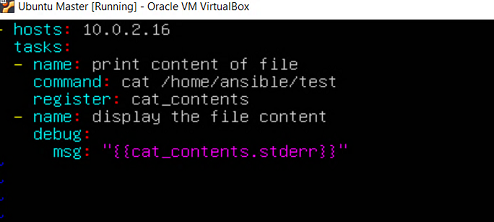 Ubuntu Master [Running] - Oracle VM VirtualBox
- hosts: 10.0.2.16
  tasks:
  - name: print content of file
    command: cat /home/ansible/test
    register: cat_contents
  - name: display the file content
    debug:
      msg: "{{cat_contents.stderr}}"
~
~
~